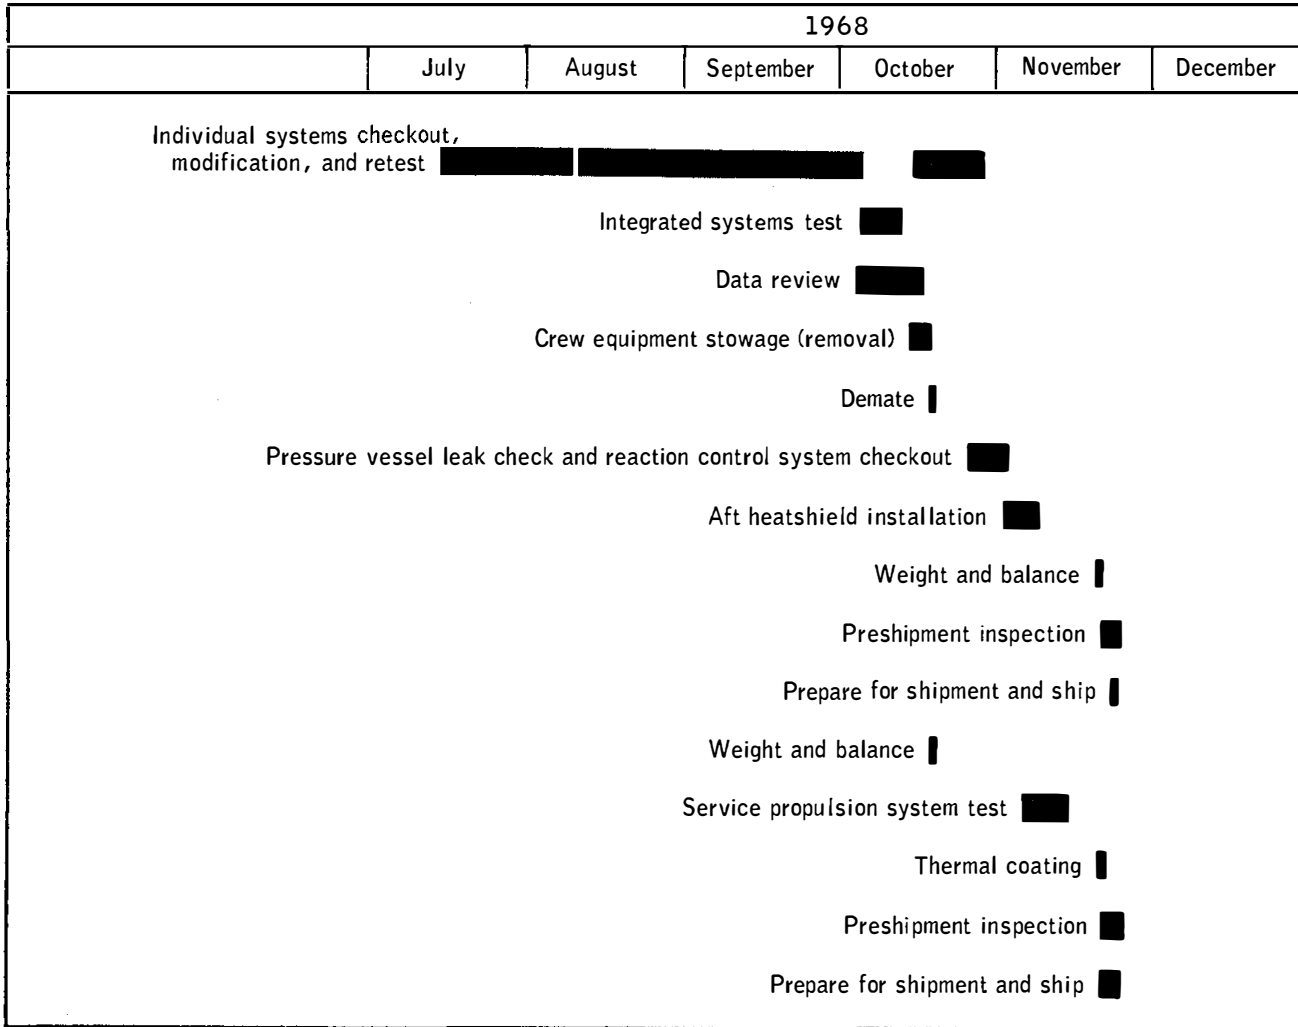 1968
July August September October November December
Individual systems checkout,
modification, and retest
Integrated systems test
Data review
Crew equipment stowage (removal)
Demate
Pressure vessel leak check and reaction control system checkout
Aft heatshield installation
Weight and balance
Preshipment inspection
Prepare for shipment and ship
Weight and balance
Service propulsion system test
Thermal coating
Preshipment inspection
Prepare for shipment and ship